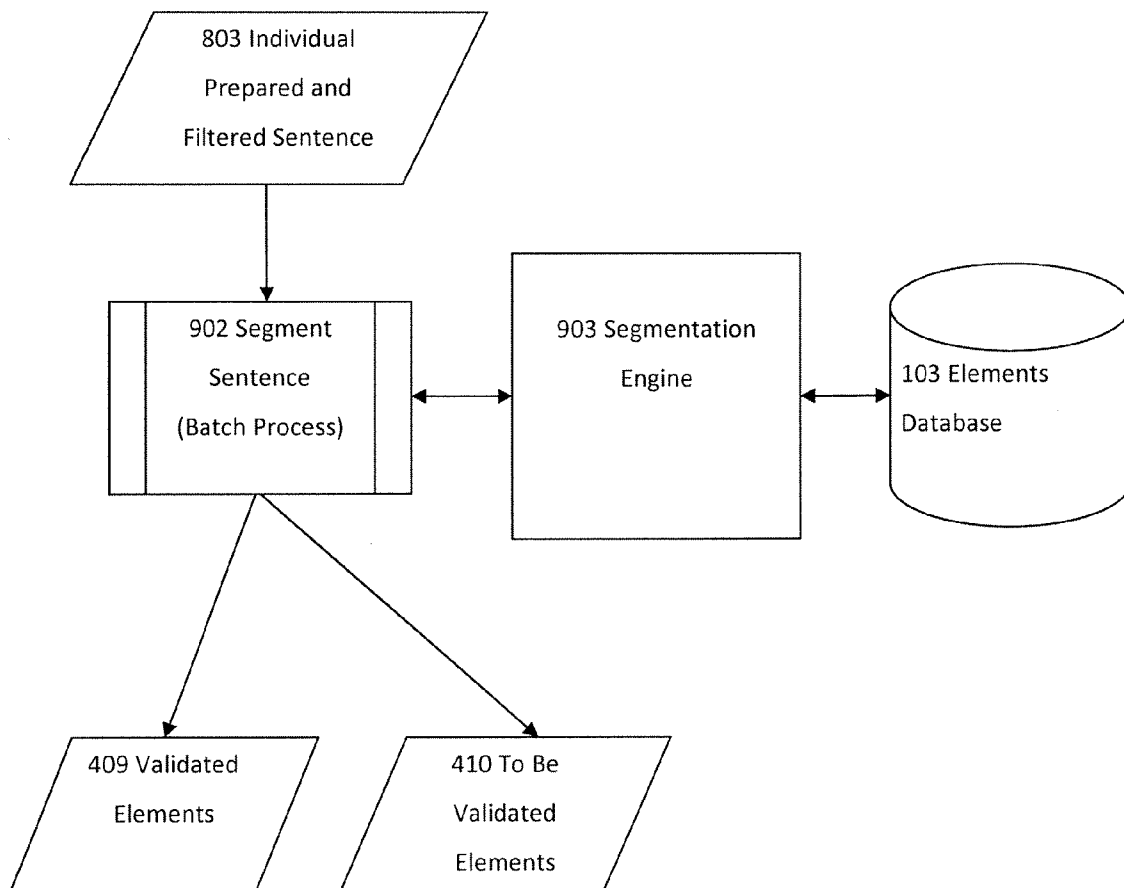 803 Individual
Prepared and
Filtered Sentence
902 Segment
Sentence
(Batch Process)
903 Segmentation
Engine
103 Elements
Database
409 Validated
Elements
410 To Be
Validated
Elements